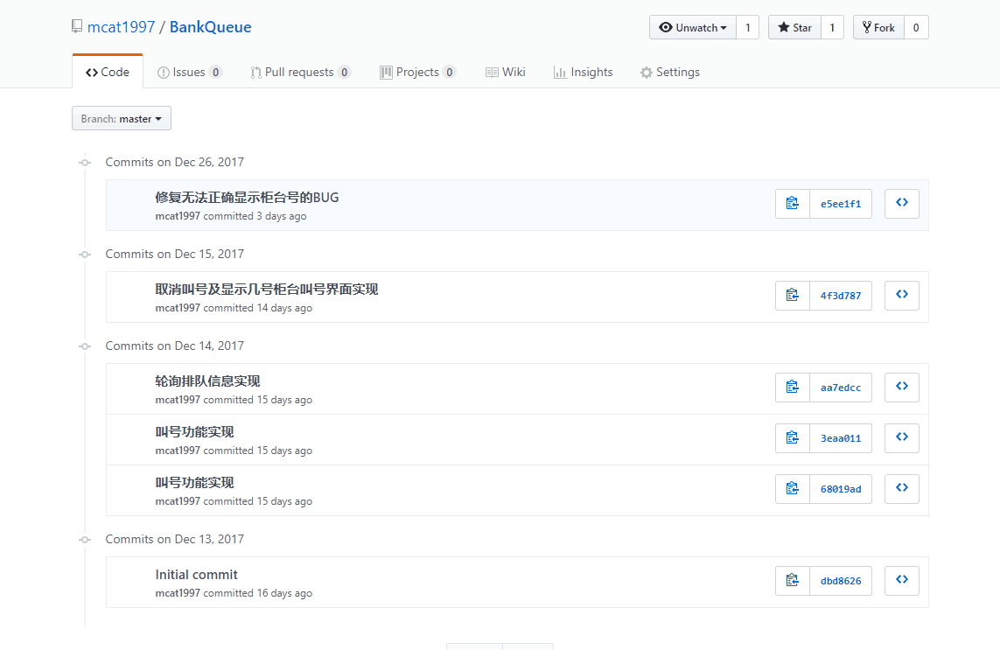 mcat1997 / BankQueue
Unwatch 1 Star 1 Fork 0
Code Issues 0 Pull requests 0 Projects 0 Wiki Insights Settings
Branch: master
Commits on Dec 26, 2017
修复无法正确显示柜台号的BUG
mcat1997 committed 3 days ago
e5ee1f1
Commits on Dec 15, 2017
取消叫号及显示几号柜台叫号界面实现
mcat1997 committed 14 days ago
4f3d787
Commits on Dec 14, 2017
轮询排队信息实现
mcat1997 committed 15 days ago
aa7edcc
叫号功能实现
mcat1997 committed 15 days ago
3eaa011
叫号功能实现
mcat1997 committed 15 days ago
68019ad
Commits on Dec 13, 2017
Initial commit
mcat1997 committed 16 days ago
dbd8626